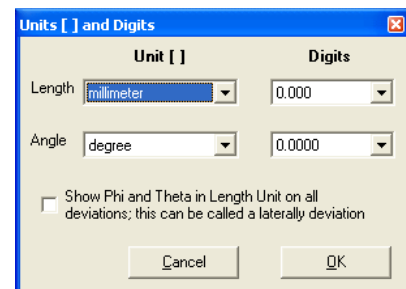 Units [ ] and Digits
Unit [ ] Digits
Length millimeter 0.000
Angle degree 0.0000
Show Phi and Theta in Length Unit on all
deviations; this can be called a laterally deviation
Cancel OK